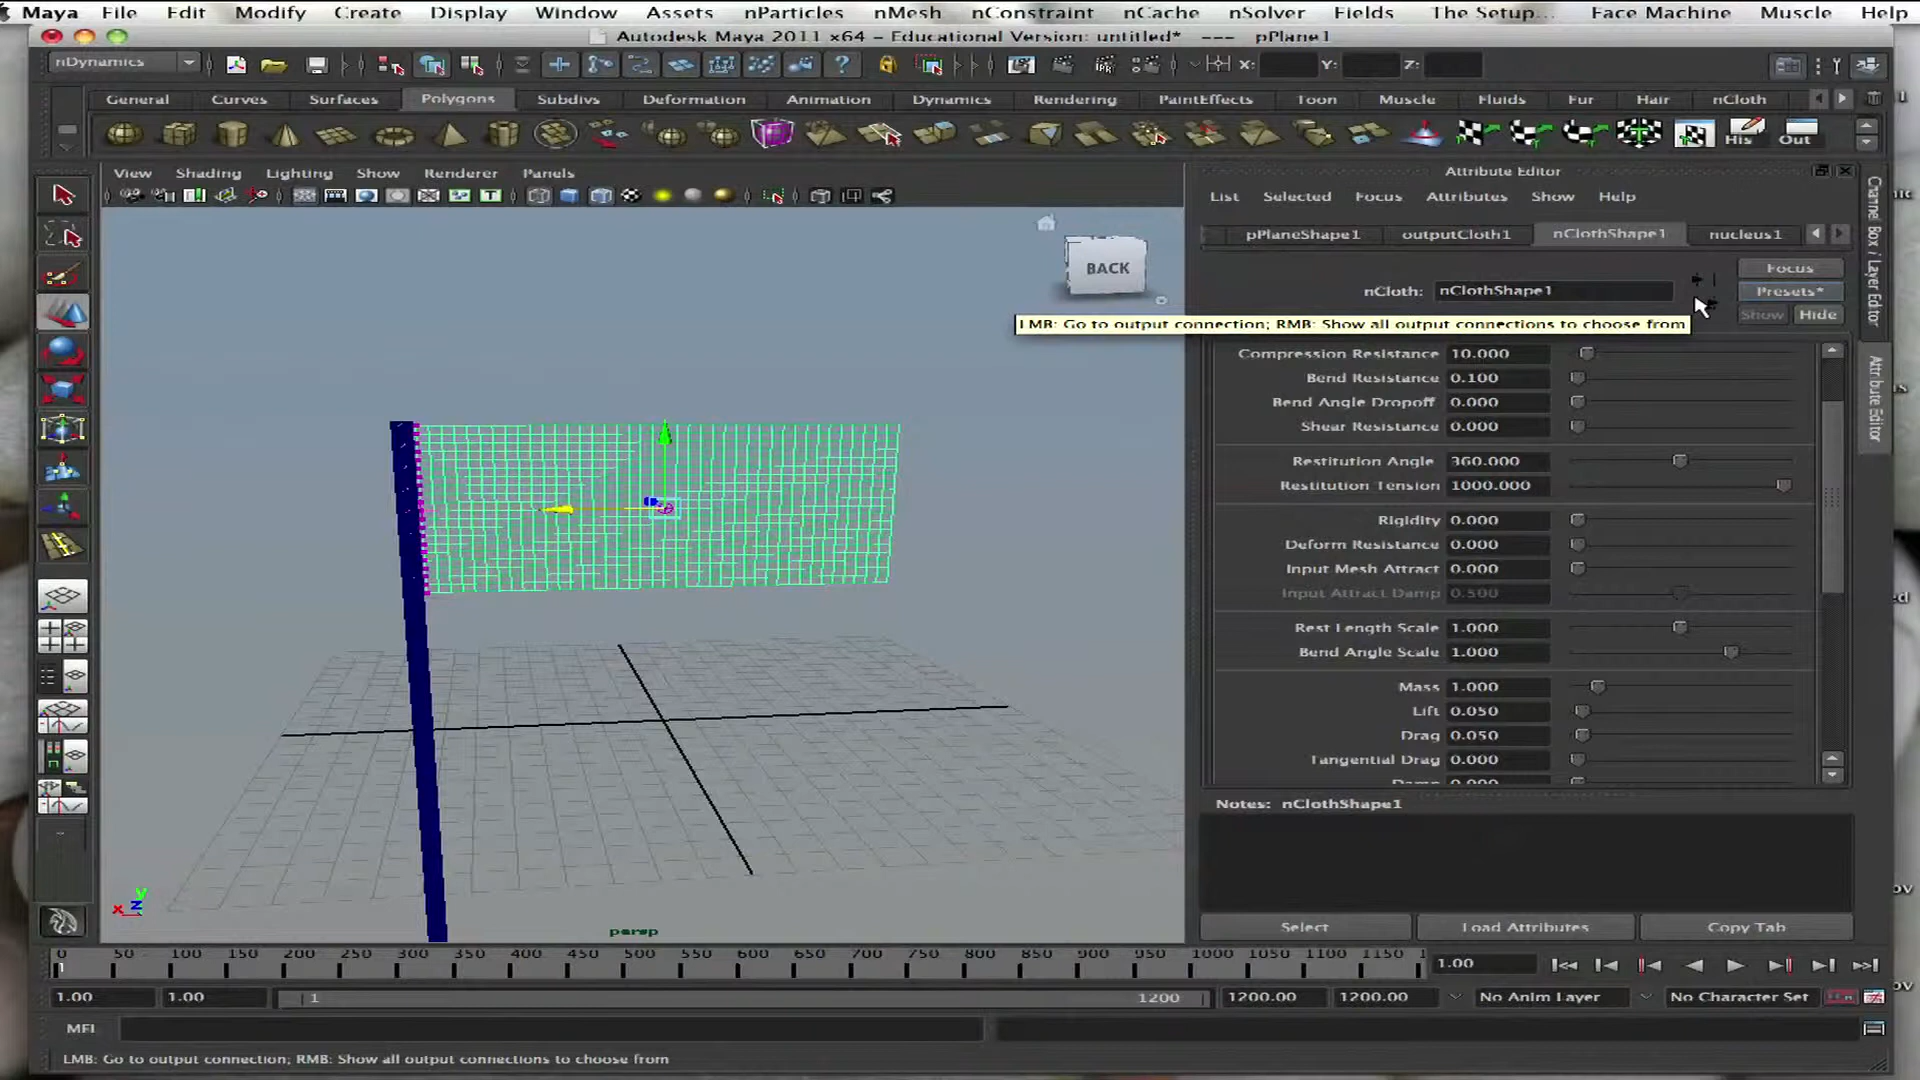 Maya File Edit Modify Create Display Window Assets nParticles nMesh nConstraint nCache nSolver Fields The Setup... Face Machine Muscle Help
Autodesk Maya 2011 x64 – Educational Version: untitled* --- pPlane1
nDynamics X: Y: Z:
General Curves Surfaces Polygons Subdivs Deformation Animation Dynamics Rendering PaintEffects Toon Muscle Fluids Fur Hair nCloth
His Out
View Shading Lighting Show Renderer Panels
Attribute Editor
List Selected Focus Attributes Show Help
pPlaneShape1 outputCloth1 nClothShape1 nucleus1
Channel Box / Layer Editor
Attribute Editor
BACK
Focus
nCloth: nClothShape1 Presets*
Show Hide
LMB: Go to output connection; RMB: Show all output connections to choose from
Compression Resistance 10.000
Bend Resistance 0.100
Bend Angle Dropoff 0.000
Shear Resistance 0.000
Restitution Angle 360.000
Restitution Tension 1000.000
Rigidity 0.000
Deform Resistance 0.000
Input Mesh Attract 0.000
Input Attract Damp 0.500
Rest Length Scale 1.000
Bend Angle Scale 1.000
Mass 1.000
Lift 0.050
Drag 0.050
Tangential Drag 0.000
Damp 0.000
Notes: nClothShape1
y
x z
persp
Select Load Attributes Copy Tab
0 50 100 150 200 250 300 350 400 450 500 550 600 650 700 750 800 850 900 950 1000 1050 1100 1150 1
1 1.00
1.00 1.00 1 1200 1200.00 1200.00 No Anim Layer No Character Set
MEL
LMB: Go to output connection; RMB: Show all output connections to choose from